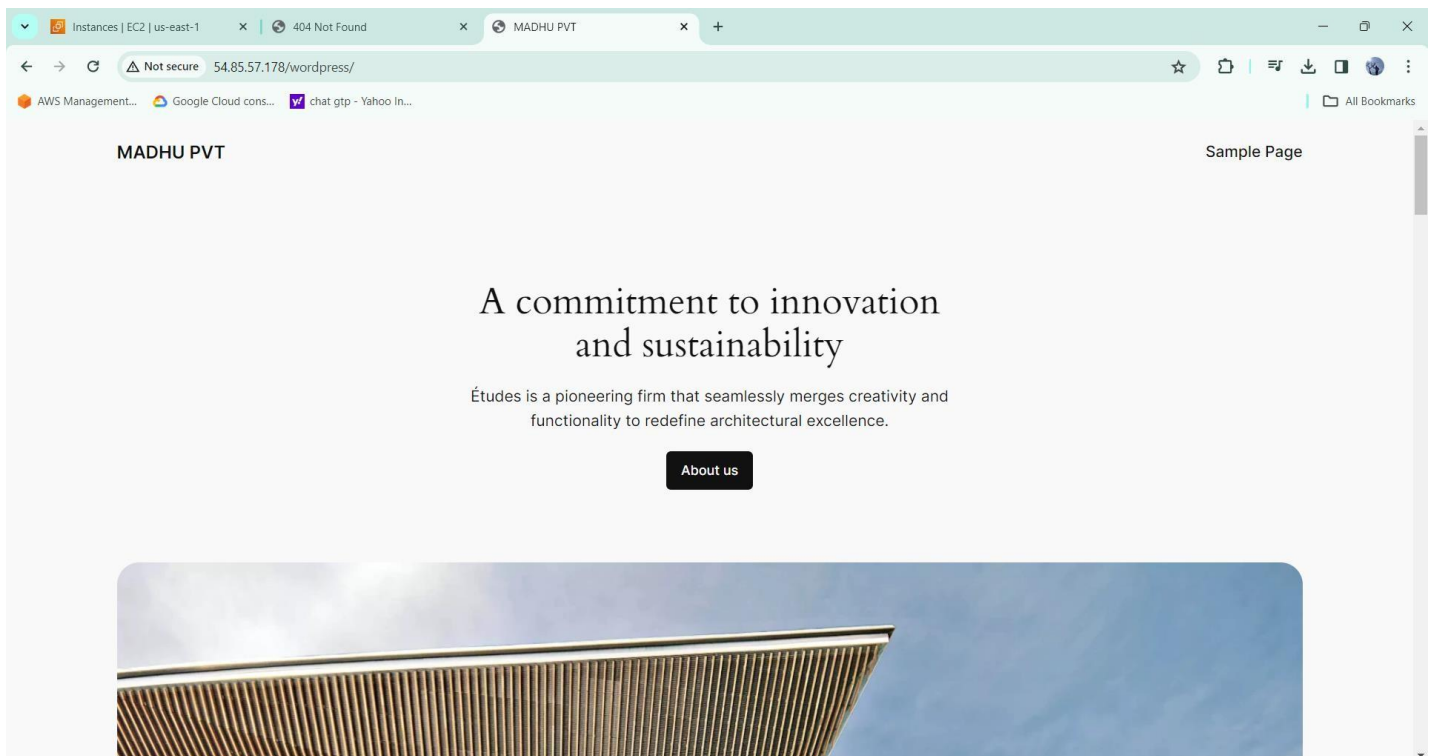 Instances | EC2 | us-east-1
404 Not Found
MADHU PVT
Not secure 54.85.57.178/wordpress/
AWS Management... Google Cloud cons... chat gtp - Yahoo In... All Bookmarks
MADHU PVT
Sample Page
A commitment to innovation
and sustainability
Études is a pioneering firm that seamlessly merges creativity and
functionality to redefine architectural excellence.
About us